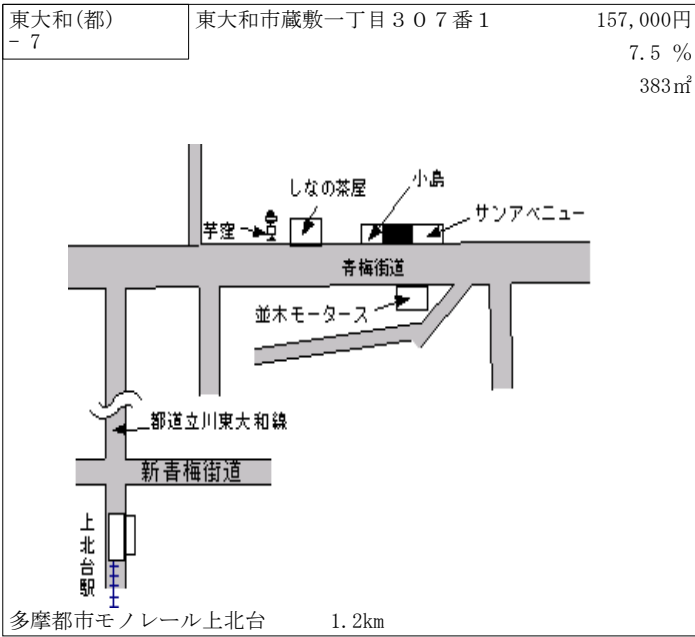 東大和(都)
- 7
東大和市蔵敷一丁目３０７番１
157,000円
7.5 %
383㎡
しなの茶屋
小島
サンアベニュー
芋窪
青梅街道
並木モータース
都道立川東大和線
新青梅街道
上北台駅
多摩都市モノレール上北台 1.2km